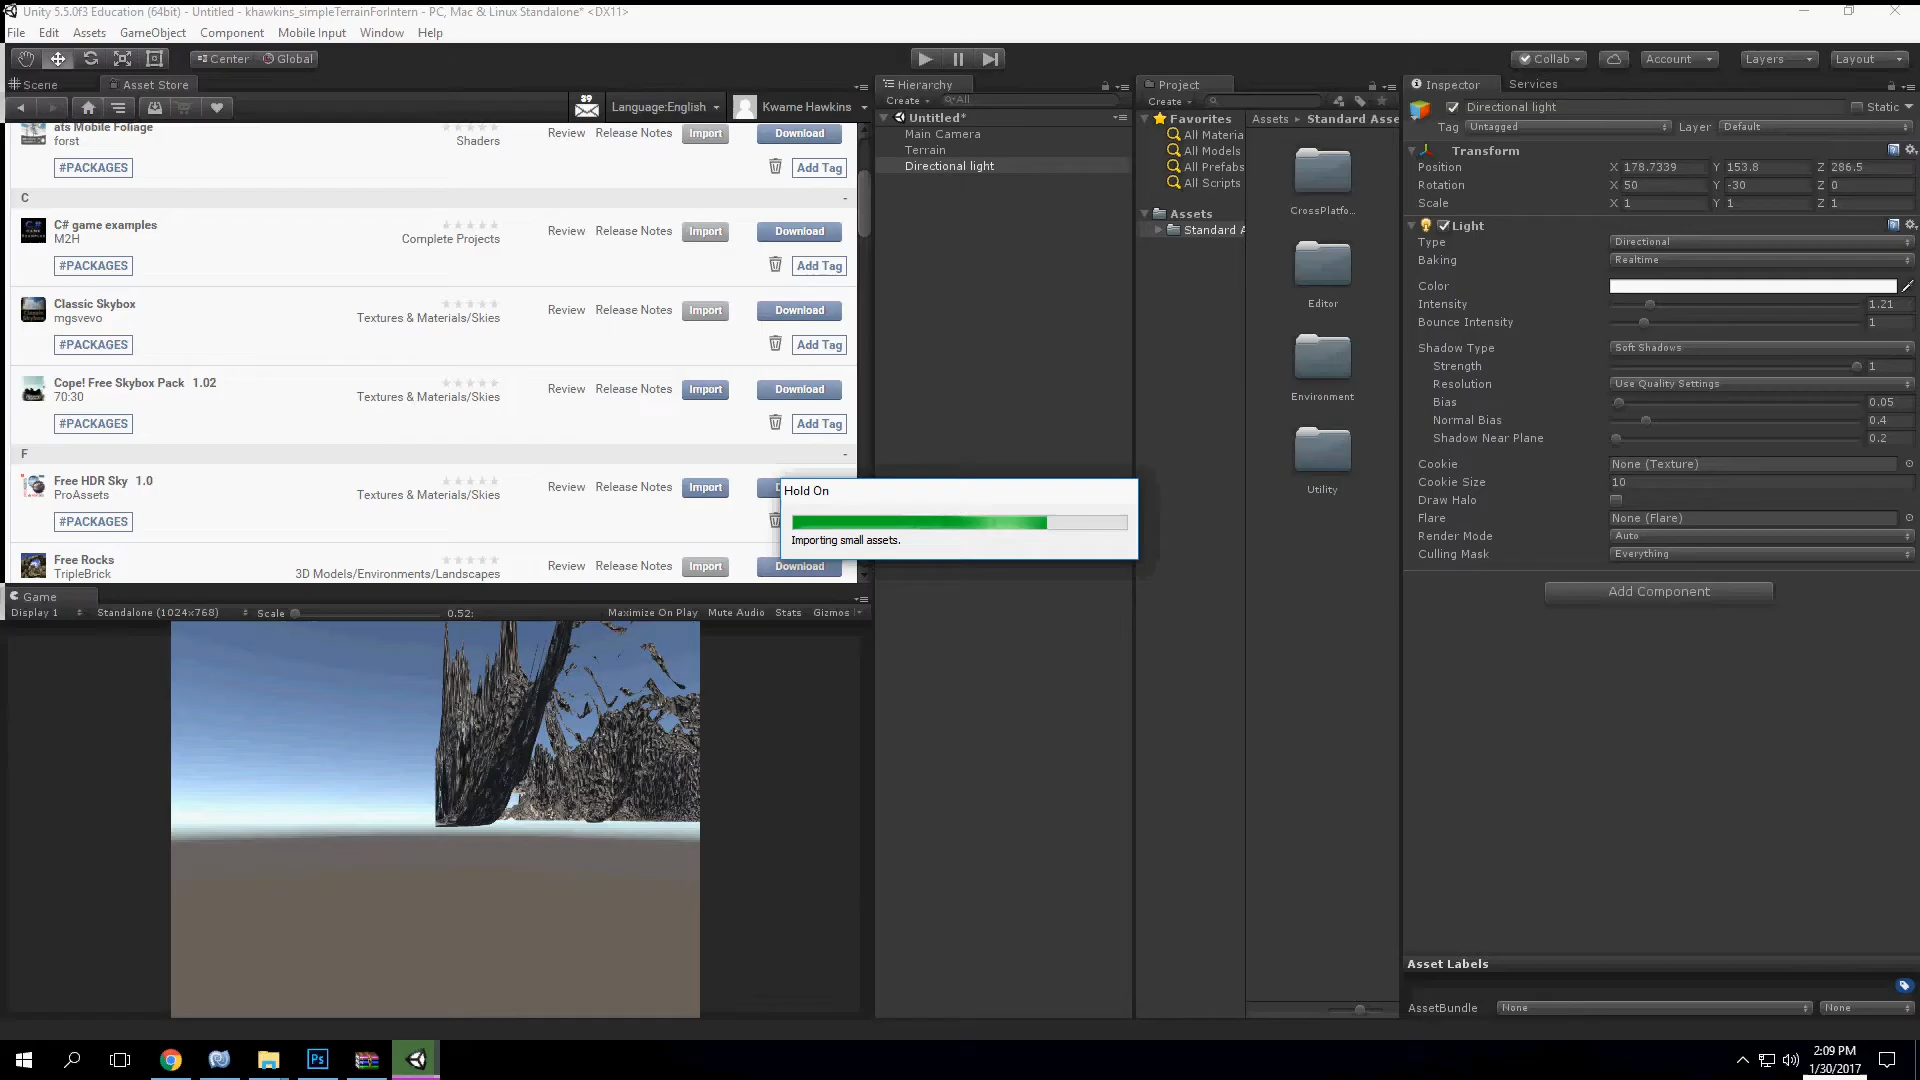 Unity 5.5.0f3 Education (64bit) - Untitled - khawkins_simpleTerrainForIntern - PC, Mac & Linux Standalone* <DX11>
File Edit Assets GameObject Component Mobile Input Window Help
Center Global
Collab Account Layers Layout
Scene Asset Store
Hierarchy
Project
Inspector Services
39 Language:English Kwame Hawkins
Create All
Create
Directional light Static
Tag Untagged Layer Default
ats Mobile Foliage
forst
Shaders
Review Release Notes Import Download
#PACKAGES
Add Tag
C -
C# game examples
M2H
Complete Projects
Review Release Notes Import Download
#PACKAGES
Add Tag
Classic Skybox
mgsvevo
Textures & Materials/Skies
Review Release Notes Import Download
#PACKAGES
Add Tag
Cope! Free Skybox Pack 1.02
70:30
Textures & Materials/Skies
Review Release Notes Import Download
#PACKAGES
Add Tag
F -
Free HDR Sky 1.0
ProAssets
Textures & Materials/Skies
Review Release Notes Import
#PACKAGES
Free Rocks
TripleBrick
3D Models/Environments/Landscapes
Review Release Notes Import Download
Hold On
Importing small assets.
Untitled*
Main Camera
Terrain
Directional light
Favorites
All Materia
All Models
All Prefabs
All Scripts
Assets
Standard A
Assets Standard Asse
CrossPlatfo...
Editor
Environment
Utility
Transform
Position X 178.7339 Y 153.8 Z 286.5
Rotation X 50 Y -30 Z 0
Scale X 1 Y 1 Z 1
Light
Type Directional
Baking Realtime
Color
Intensity 1.21
Bounce Intensity 1
Shadow Type Soft Shadows
Strength 1
Resolution Use Quality Settings
Bias 0.05
Normal Bias 0.4
Shadow Near Plane 0.2
Cookie None (Texture)
Cookie Size 10
Draw Halo
Flare None (Flare)
Render Mode Auto
Culling Mask Everything
Add Component
Asset Labels
AssetBundle None None
Game
Display 1 Standalone (1024x768) Scale 0.52: Maximize On Play Mute Audio Stats Gizmos
Ps
2:09 PM
1/30/2017